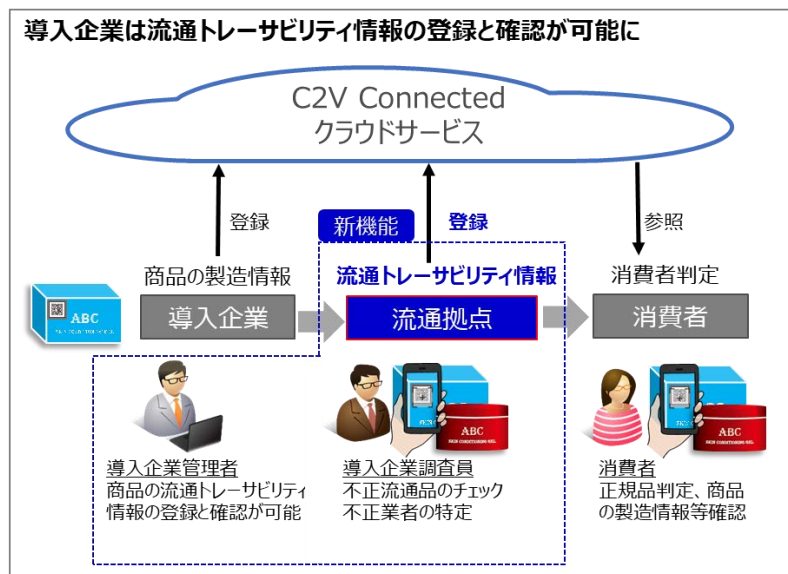 導入企業は流通トレーサビリティ情報の登録と確認が可能に
C2V Connected
クラウドサービス
登録
新機能
登録
参照
商品の製造情報
流通トレーサビリティ情報
消費者判定
ABC
導入企業
流通拠点
消費者
ABC
SKIN CONDITIONING GEL
ABC
SKIN CONDITIONING GEL
導入企業管理者
商品の流通トレーサビリティ
情報の登録と確認が可能
導入企業調査員
不正流通品のチェック
不正業者の特定
消費者
正規品判定、商品
の製造情報等確認